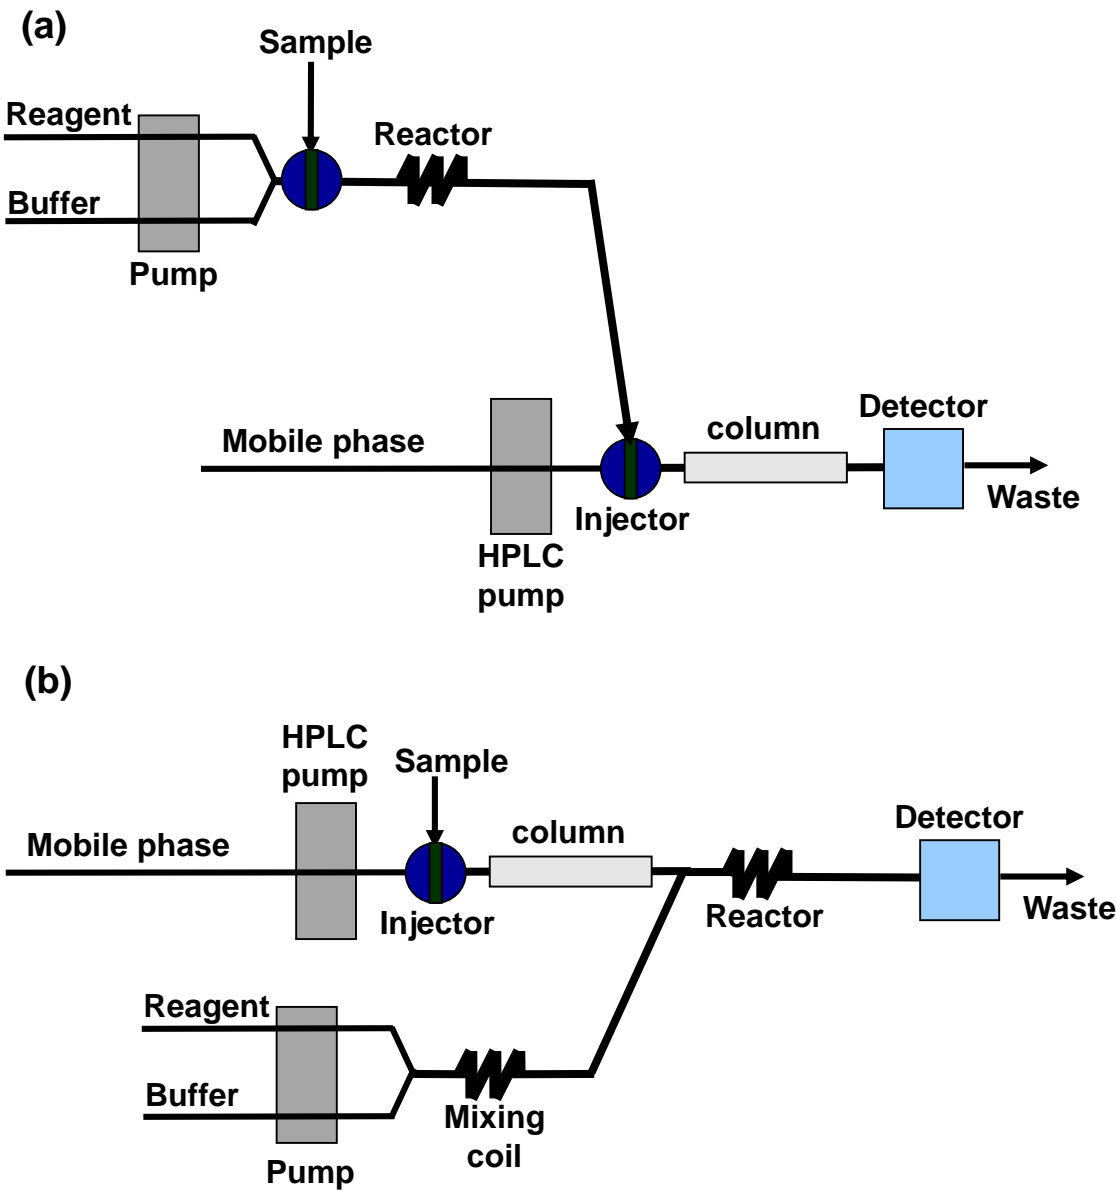 (a)
Sample
Reagent
Reactor
Buffer
Pump
Detector
column
Mobile phase
Waste
Injector
HPLC
pump
(b)
HPLC
pump
Sample
Detector
column
Mobile phase
Reactor
Waste
Injector
Reagent
Buffer
Mixing
coil
Pump